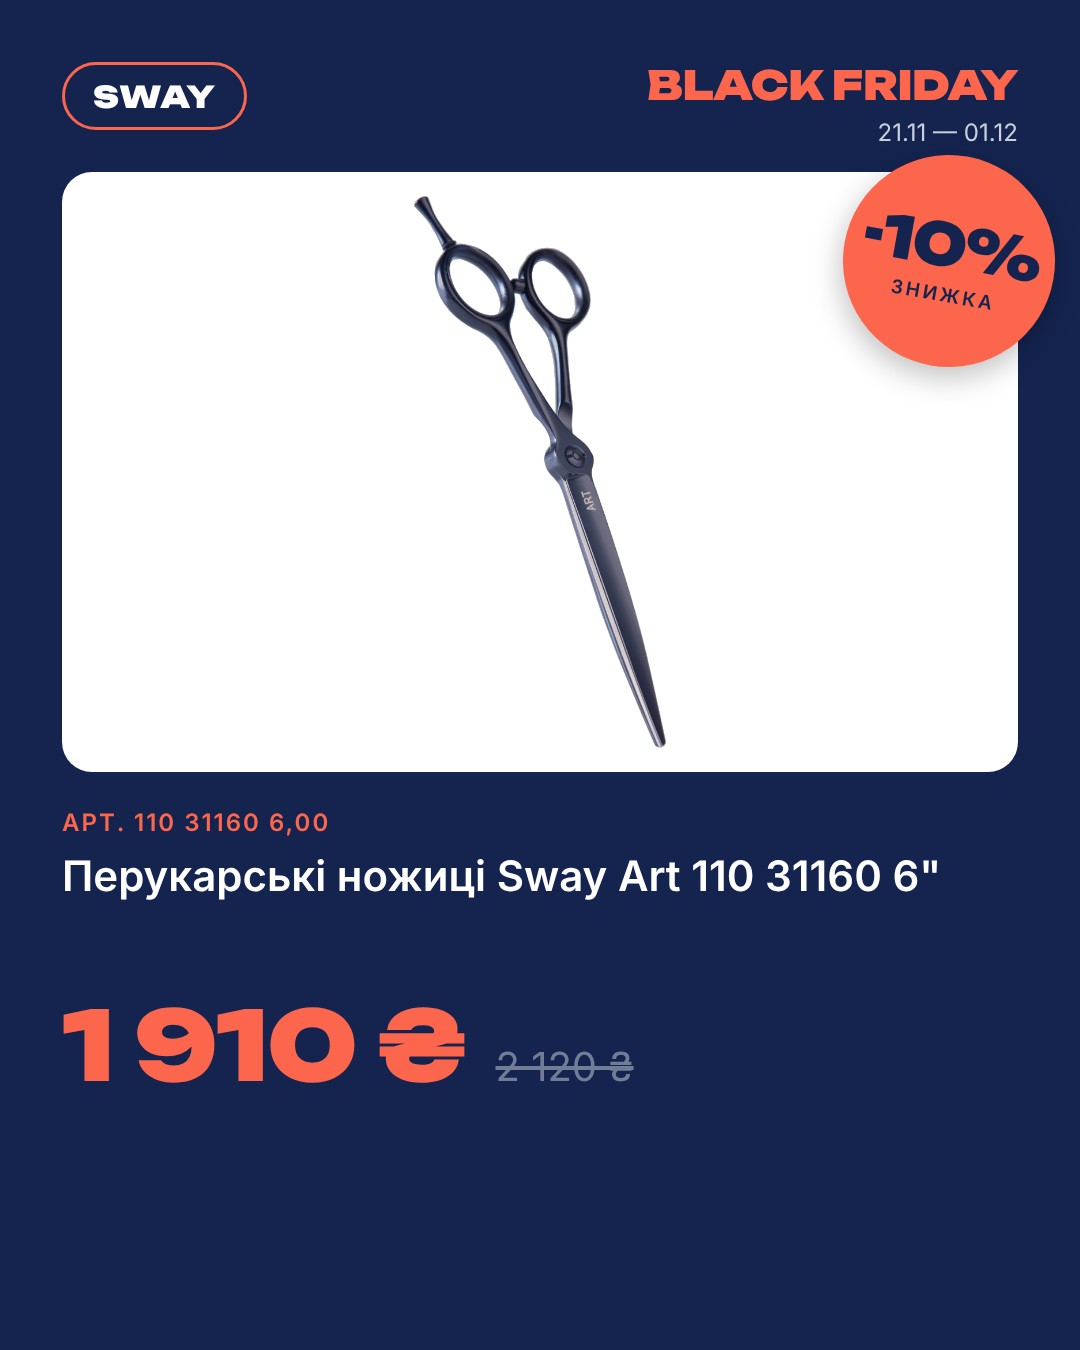 SWAY
BLACK FRIDAY
21.11 — 01.12
-10%
ЗНИЖКА
ART
АРТ. 110 31160 6,00
Перукарські ножиці Sway Art 110 31160 6"
1 910 ₴
2 120 ₴